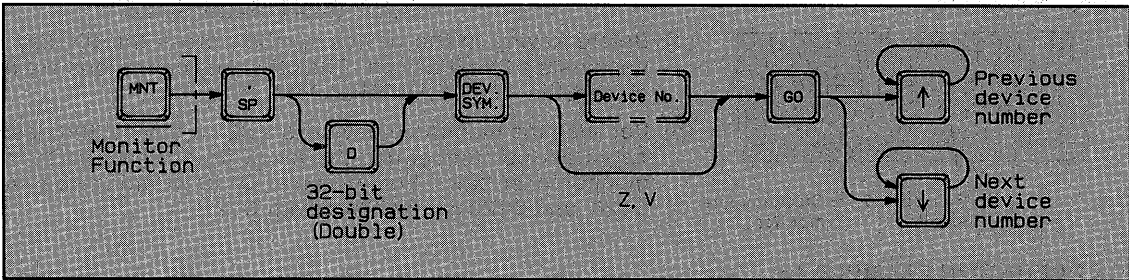 MNT
Monitor
Function
'
SP
D
32-bit
designation
(Double)
DEV.
SYM.
Device No.
Z, V
GO
↑
Previous
device
number
↓
Next
device
number